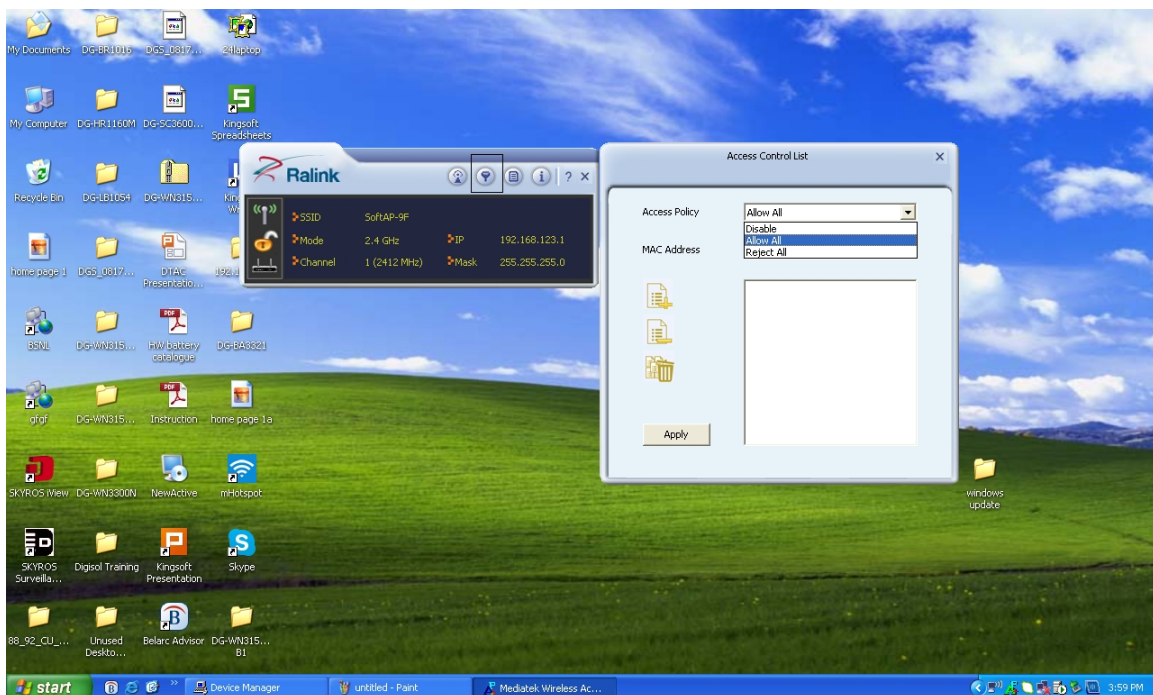 My Documents
DG-BR1016
DGS_0817...
24laptop
My Computer
DG-HR1160M
DG-SC3600...
Kingsoft
Spreadsheets
Recycle Bin
DG-LB1054
DG-WN315...
home page 1
DGS_0817...
DTAC
Presentatio...
BSNL
DG-WN315...
HW battery
catalogue
DG-BA3321
gfgf
DG-WN315...
Instruction
home page 1a
SKYROS iView
DG-WN3300N
NewActive
mHotspot
SKYROS
Surveilla...
Digisol Training
Kingsoft
Presentation
Skype
88_92_CU_...
Unused
Deskto...
Belarc Advisor
DG-WN315...
B1
windows
update
Ralink
SSID SoftAP-9F
Mode 2.4 GHz IP 192.168.123.1
Channel 1 (2412 MHz) Mask 255.255.255.0
Access Control List
Access Policy Allow All
Disable
Allow All
Reject All
MAC Address
Apply
start
Device Manager
untitled - Paint
Mediatek Wireless Ac...
3:59 PM